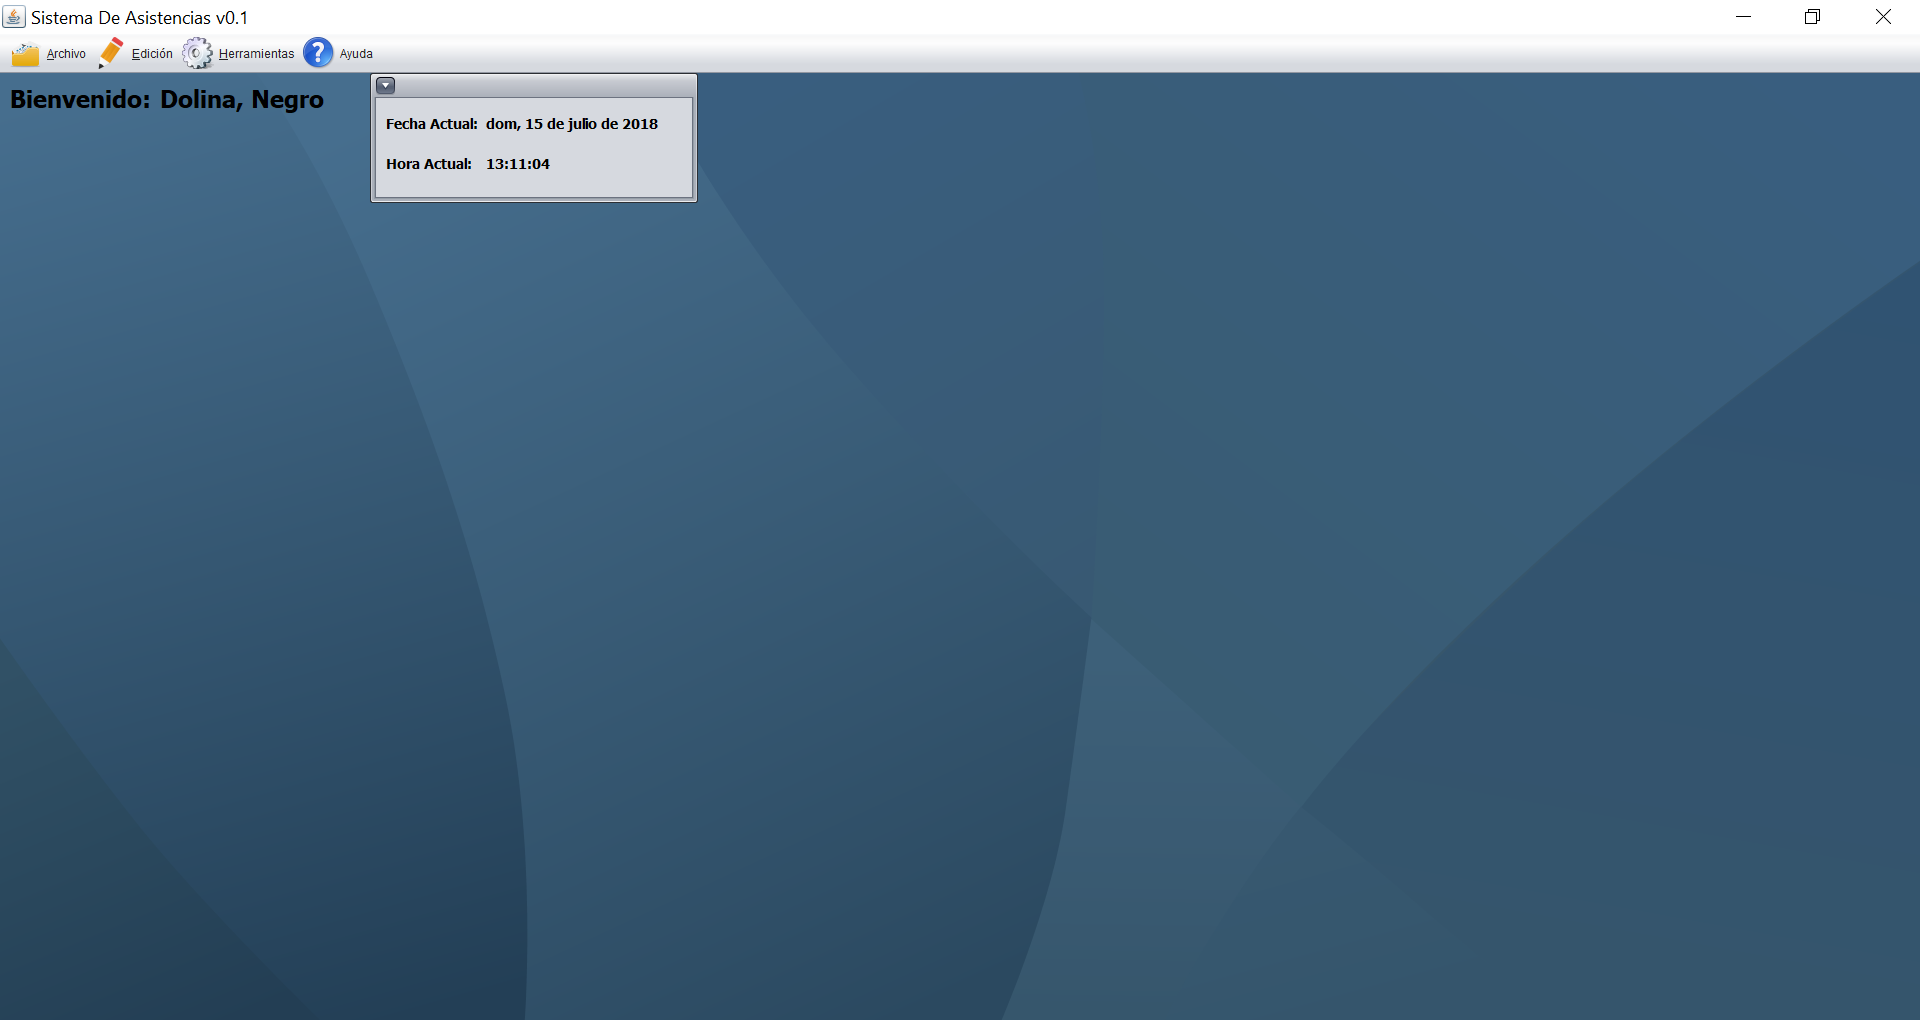 Sistema De Asistencias v0.1
Archivo Edición Herramientas Ayuda
Bienvenido: Dolina, Negro
Fecha Actual: dom, 15 de julio de 2018
Hora Actual: 13:11:04